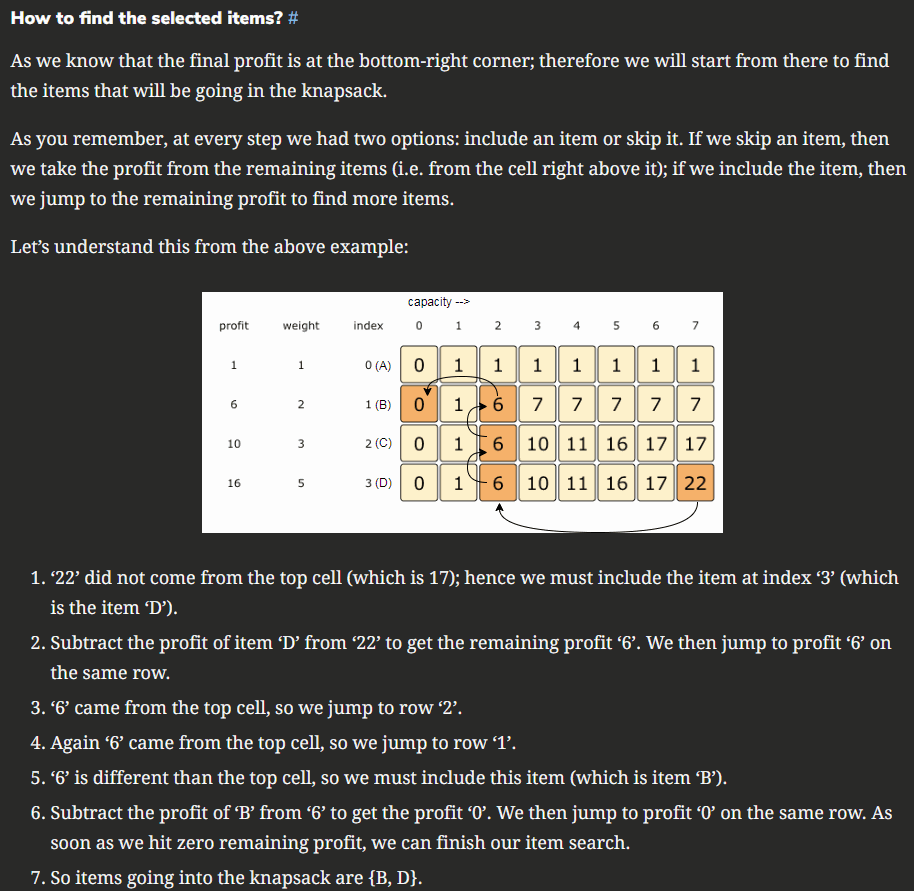 How to find the selected items? #
As we know that the final profit is at the bottom-right corner; therefore we will start from there to find
the items that will be going in the knapsack.
As you remember, at every step we had two options: include an item or skip it. If we skip an item, then
we take the profit from the remaining items (i.e. from the cell right above it); if we include the item, then
we jump to the remaining profit to find more items.
Let’s understand this from the above example:
capacity -->
profit weight index 0 1 2 3 4 5 6 7
1 1 0 (A) 0 1 1 1 1 1 1 1
6 2 1 (B) 0 1 6 7 7 7 7 7
10 3 2 (C) 0 1 6 10 11 16 17 17
16 5 3 (D) 0 1 6 10 11 16 17 22
1. ‘22’ did not come from the top cell (which is 17); hence we must include the item at index ‘3’ (which
is the item ‘D’).
2. Subtract the profit of item ‘D’ from ‘22’ to get the remaining profit ‘6’. We then jump to profit ‘6’ on
the same row.
3. ‘6’ came from the top cell, so we jump to row ‘2’.
4. Again ‘6’ came from the top cell, so we jump to row ‘1’.
5. ‘6’ is different than the top cell, so we must include this item (which is item ‘B’).
6. Subtract the profit of ‘B’ from ‘6’ to get the profit ‘0’. We then jump to profit ‘0’ on the same row. As
soon as we hit zero remaining profit, we can finish our item search.
7. So items going into the knapsack are {B, D}.